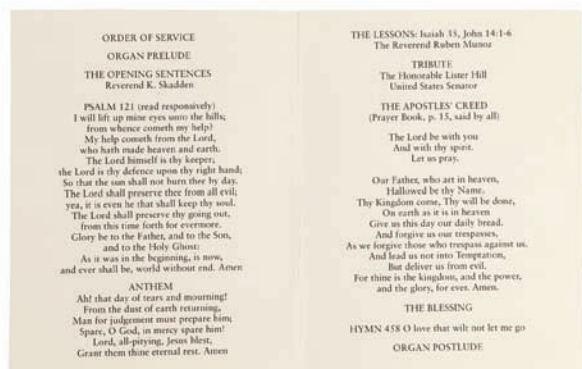 ORDER OF SERVICE
ORGAN PRELUDE
THE OPENING SENTENCES
Reverend K. Skadden
PSALM 121 (read responsively)
I will lift up mine eyes unto the hills;
from whence cometh my help?
My help cometh from the Lord,
who hath made heaven and earth.
The Lord himself is thy keeper;
the Lord is thy defence upon thy right hand;
So that the sun shall not burn thee by day.
The Lord shall preserve thee from all evil;
yea, it is even he that shall keep thy soul.
The Lord shall preserve thy going out,
from this time forth for evermore.
Glory be to the Father, and to the Son,
and to the Holy Ghost:
As it was in the beginning, is now,
and ever shall be, world without end. Amen
ANTHEM
Ah! that day of tears and mourning!
From the dust of earth returning,
Man for judgement must prepare him;
Spare, O God, in mercy spare him!
Lord, all-pitying, Jesus blest,
Grant them thine eternal rest. Amen
THE LESSONS: Isaiah 35, John 14:1-6
The Reverend Ruben Munoz
TRIBUTE
The Honorable Lister Hill
United States Senator
THE APOSTLES' CREED
(Prayer Book, p. 15, said by all)
The Lord be with you
And with thy spirit.
Let us pray.
Our Father, who art in heaven,
Hallowed be thy Name.
Thy Kingdom come, Thy will be done,
On earth as it is in heaven
Give us this day our daily bread.
And forgive us our trespasses,
As we forgive those who trespass against us.
And lead us not into Temptation,
But deliver us from evil.
For thine is the kingdom, and the power,
and the glory, for ever. Amen.
THE BLESSING
HYMN 458 O love that wilt not let me go
ORGAN POSTLUDE